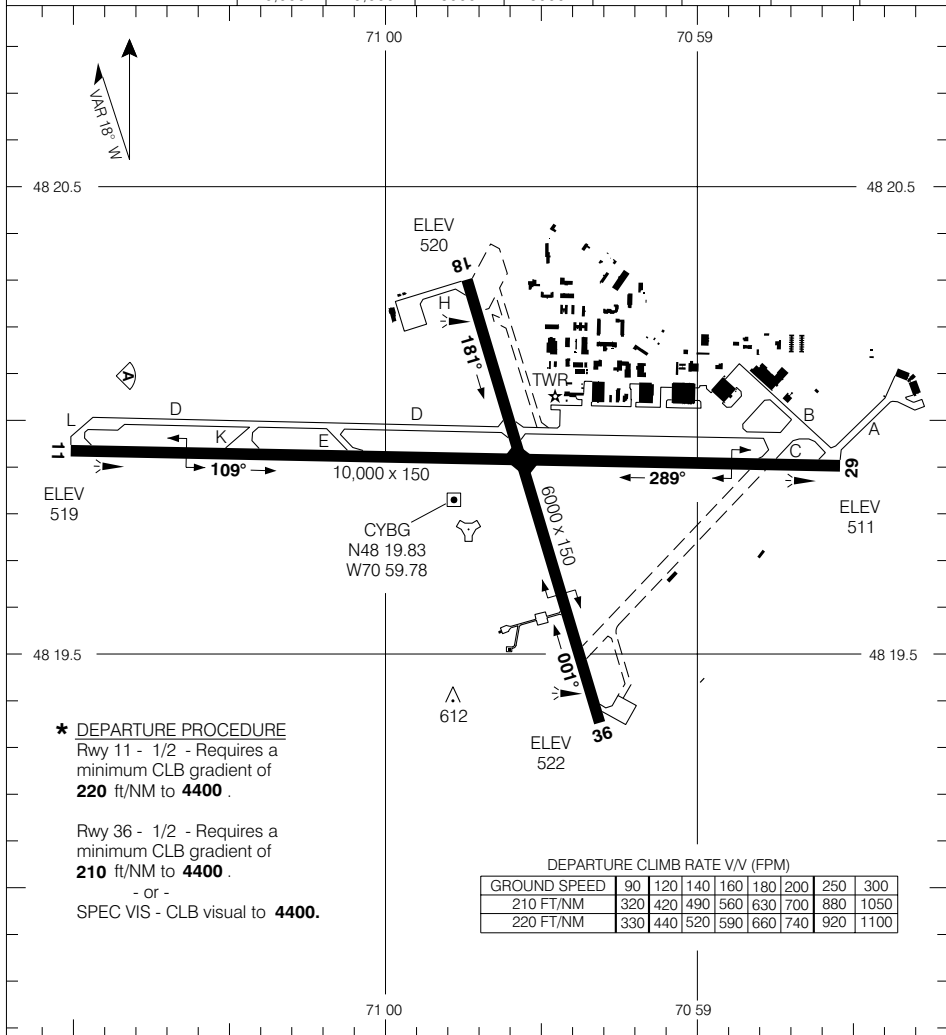 71 00
70 59
VAR 18° W
48 20.5
48 20.5
ELEV
520
18
H
181°
TWR
A
L
D
D
B
A
K
E
C
11
109°
10,000 x 150
289°
29
ELEV
519
ELEV
511
CYBG
N48 19.83
W70 59.78
6000 x 150
48 19.5
48 19.5
001°
612
36
ELEV
522
* DEPARTURE PROCEDURE
Rwy 11 - 1/2 - Requires a
minimum CLB gradient of
220 ft/NM to 4400 .
Rwy 36 - 1/2 - Requires a
minimum CLB gradient of
210 ft/NM to 4400 .
- or -
SPEC VIS - CLB visual to 4400.
DEPARTURE CLIMB RATE V/V (FPM)
GROUND SPEED 90 120 140 160 180 200 250 300
210 FT/NM 320 420 490 560 630 700 880 1050
220 FT/NM 330 440 520 590 660 740 920 1100
71 00
70 59